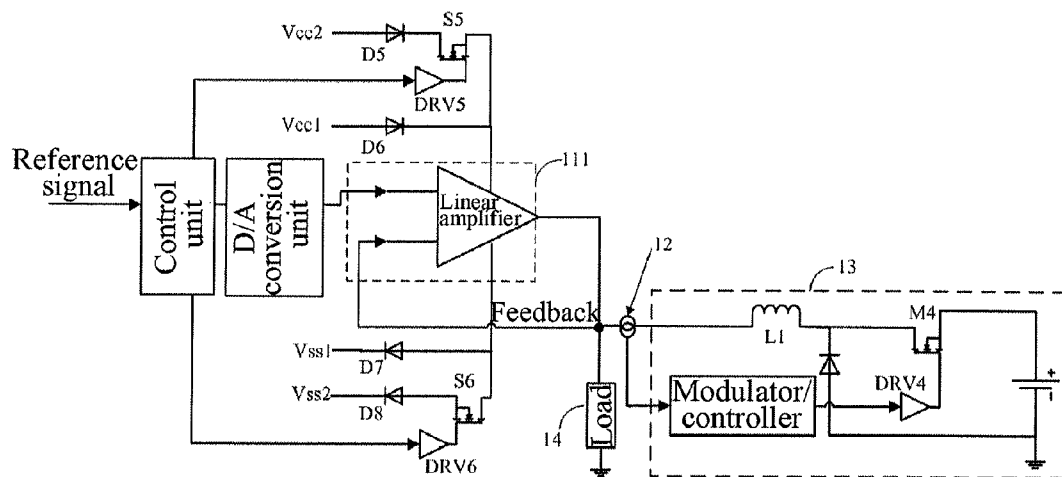 Vcc2
D5
S5
DRV5
Vcc1
D6
111
Reference
signal
Control
unit
D/A
conversion
unit
Linear
amplifier
12
13
Feedback
M4
L1
Vss1
D7
Vss2
D8
S6
DRV6
14
Load
Modulator/
controller
DRV4
+
-